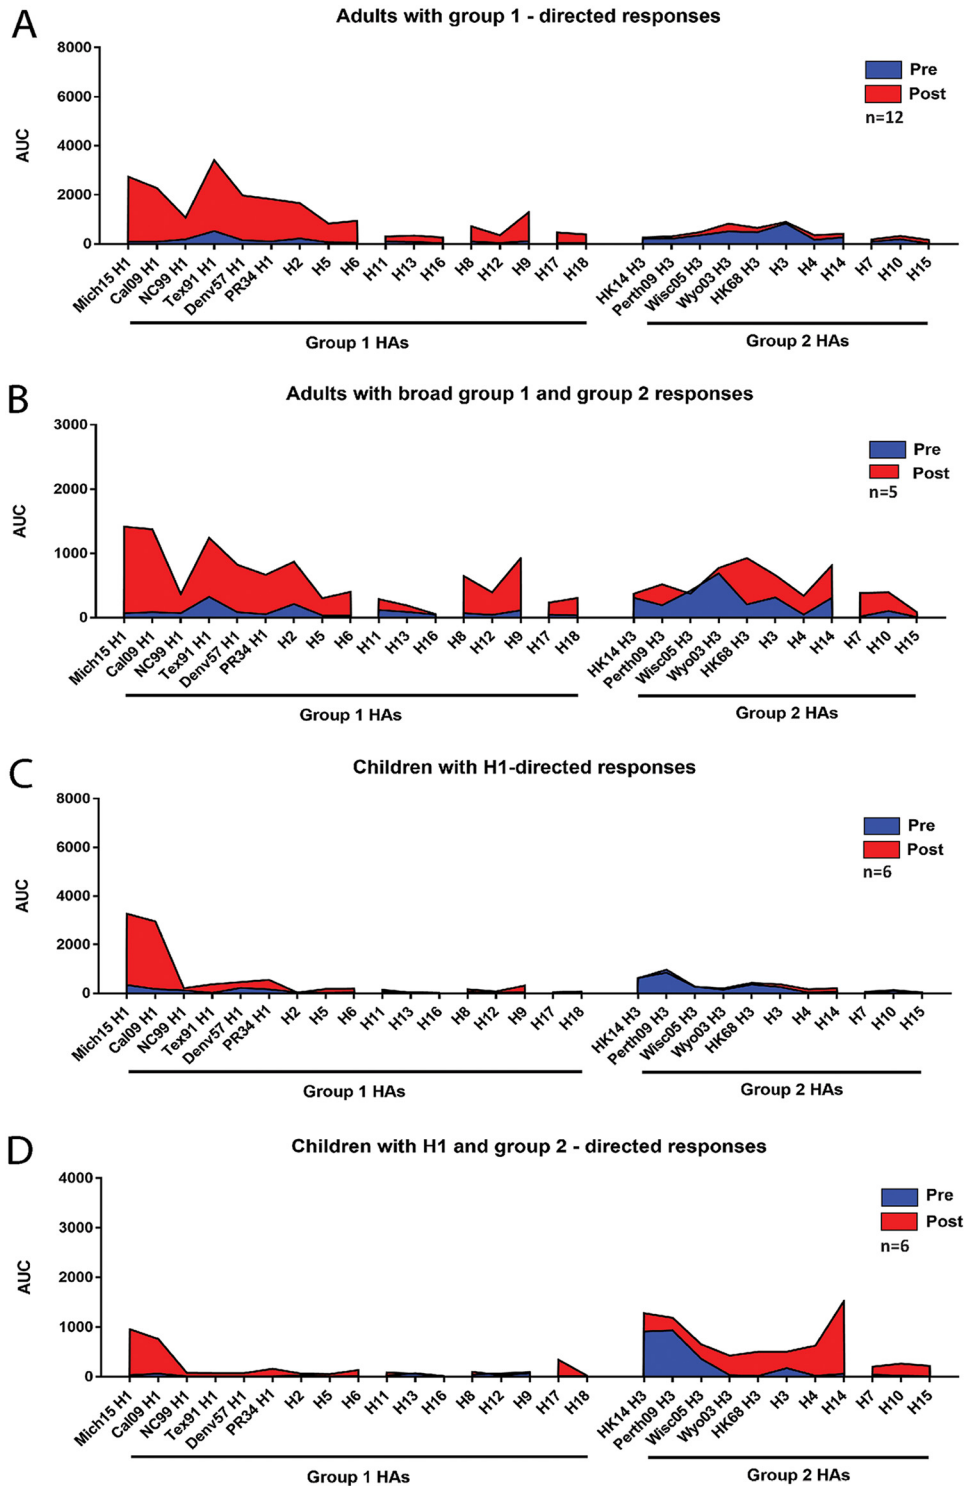 A
Adults with group 1 - directed responses
8000
6000
4000
2000
0
AUC
Pre
Post
n=12
Mich15 H1
Cal09 H1
NC99 H1
Tex91 H1
Denv57 H1
PR34 H1
H2
H5
H6
H11
H13
H16
H8
H12
H9
H17
H18
HK14 H3
Perth09 H3
Wisc05 H3
Wyo03 H3
HK68 H3
H3
H4
H14
H7
H10
H15
Group 1 HAs
Group 2 HAs
B
Adults with broad group 1 and group 2 responses
3000
2000
1000
0
AUC
Pre
Post
n=5
Mich15 H1
Cal09 H1
NC99 H1
Tex91 H1
Denv57 H1
PR34 H1
H2
H5
H6
H11
H13
H16
H8
H12
H9
H17
H18
HK14 H3
Perth09 H3
Wisc05 H3
Wyo03 H3
HK68 H3
H3
H4
H14
H7
H10
H15
Group 1 HAs
Group 2 HAs
C
Children with H1-directed responses
8000
6000
4000
2000
0
AUC
Pre
Post
n=6
Mich15 H1
Cal09 H1
NC99 H1
Tex91 H1
Denv57 H1
PR34 H1
H2
H5
H6
H11
H13
H16
H8
H12
H9
H17
H18
HK14 H3
Perth09 H3
Wisc05 H3
Wyo03 H3
HK68 H3
H3
H4
H14
H7
H10
H15
Group 1 HAs
Group 2 HAs
D
Children with H1 and group 2 - directed responses
4000
3000
2000
1000
0
AUC
Pre
Post
n=6
Mich15 H1
Cal09 H1
NC99 H1
Tex91 H1
Denv57 H1
PR34 H1
H2
H5
H6
H11
H13
H16
H8
H12
H9
H17
H18
HK14 H3
Perth09 H3
Wisc05 H3
Wyo03 H3
HK68 H3
H3
H4
H14
H7
H10
H15
Group 1 HAs
Group 2 HAs